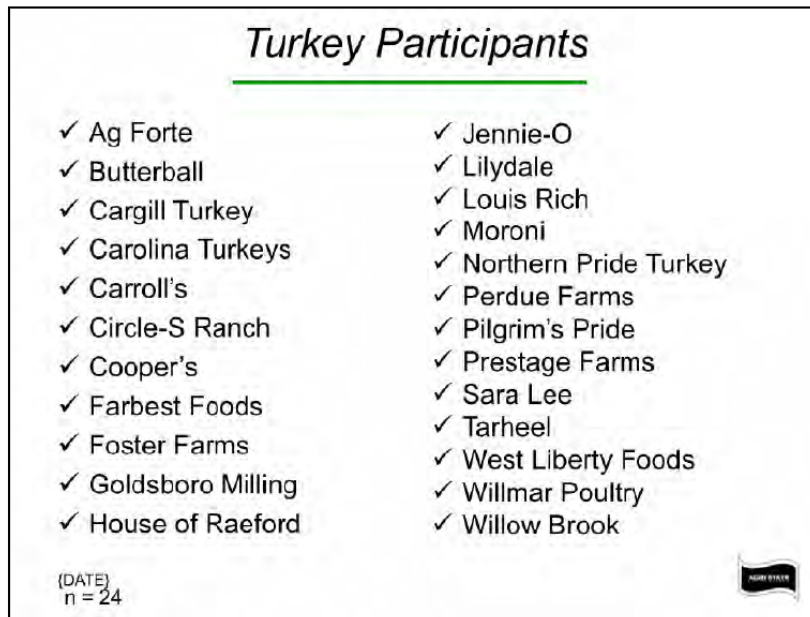 Turkey Participants
✓ Ag Forte
✓ Butterball
✓ Cargill Turkey
✓ Carolina Turkeys
✓ Carroll's
✓ Circle-S Ranch
✓ Cooper's
✓ Farbest Foods
✓ Foster Farms
✓ Goldsboro Milling
✓ House of Raeford
✓ Jennie-O
✓ Lilydale
✓ Louis Rich
✓ Moroni
✓ Northern Pride Turkey
✓ Perdue Farms
✓ Pilgrim's Pride
✓ Prestage Farms
✓ Sara Lee
✓ Tarheel
✓ West Liberty Foods
✓ Willmar Poultry
✓ Willow Brook
{DATE}
n = 24
AGRI STATS